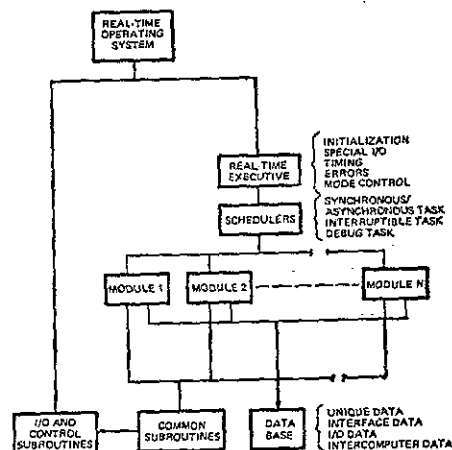 REAL-TIME
OPERATING
SYSTEM
REAL-TIME
EXECUTIVE
INITIALIZATION
SPECIAL I/O
TIMING
ERRORS
MODE CONTROL
SCHEDULERS
SYNCHRONOUS/
ASYNCHRONOUS TASK
INTERRUPTIBLE TASK
DEBUG TASK
MODULE 1
MODULE 2
MODULE N
I/O AND
CONTROL
SUBROUTINES
COMMON
SUBROUTINES
DATA
BASE
UNIQUE DATA
INTERFACE DATA
I/O DATA
INTERCOMPUTER DATA